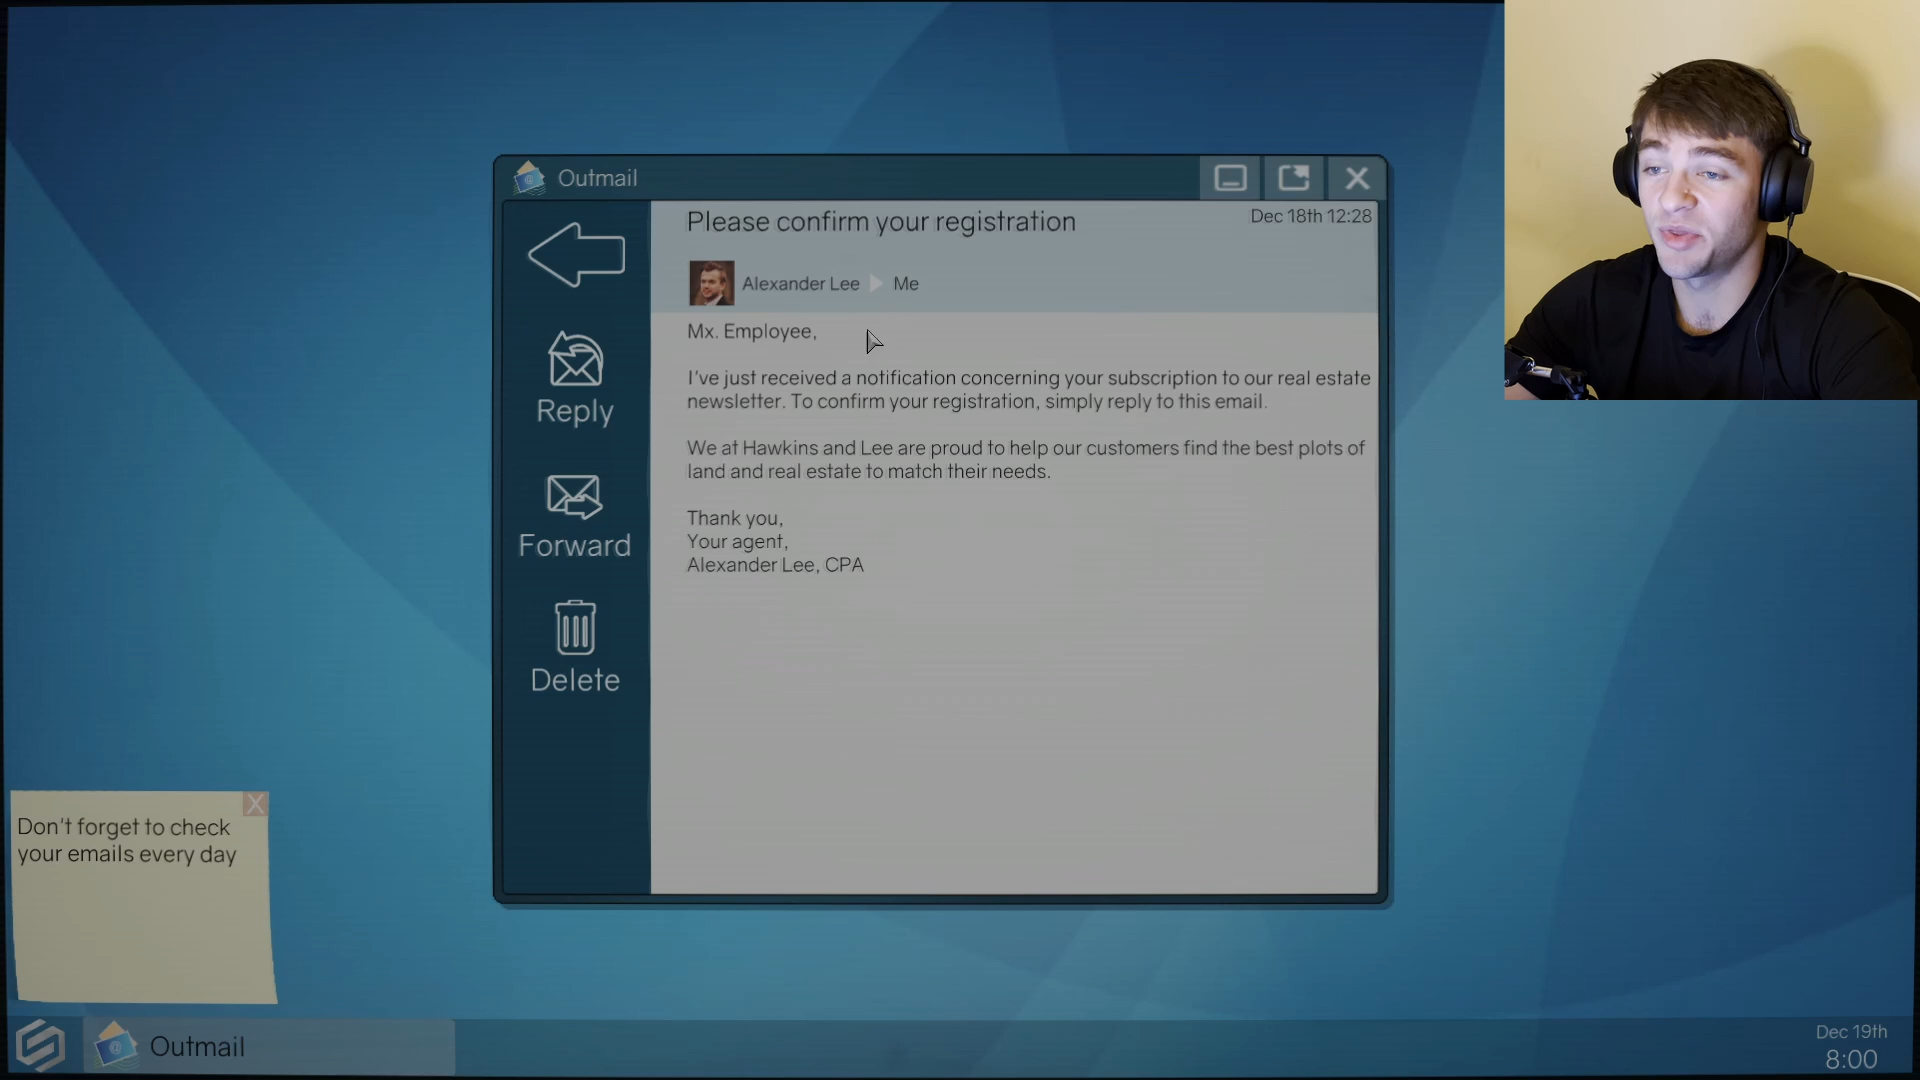 Outmail
Please confirm your registration
Dec 18th 12:28
Alexander Lee Me
Mx. Employee,
I've just received a notification concerning your subscription to our real estate
newsletter. To confirm your registration, simply reply to this email.
We at Hawkins and Lee are proud to help our customers find the best plots of
land and real estate to match their needs.
Thank you,
Your agent,
Alexander Lee, CPA
Reply
Forward
Delete
X
Don't forget to check
your emails every day
Outmail
Dec 19th
8:00